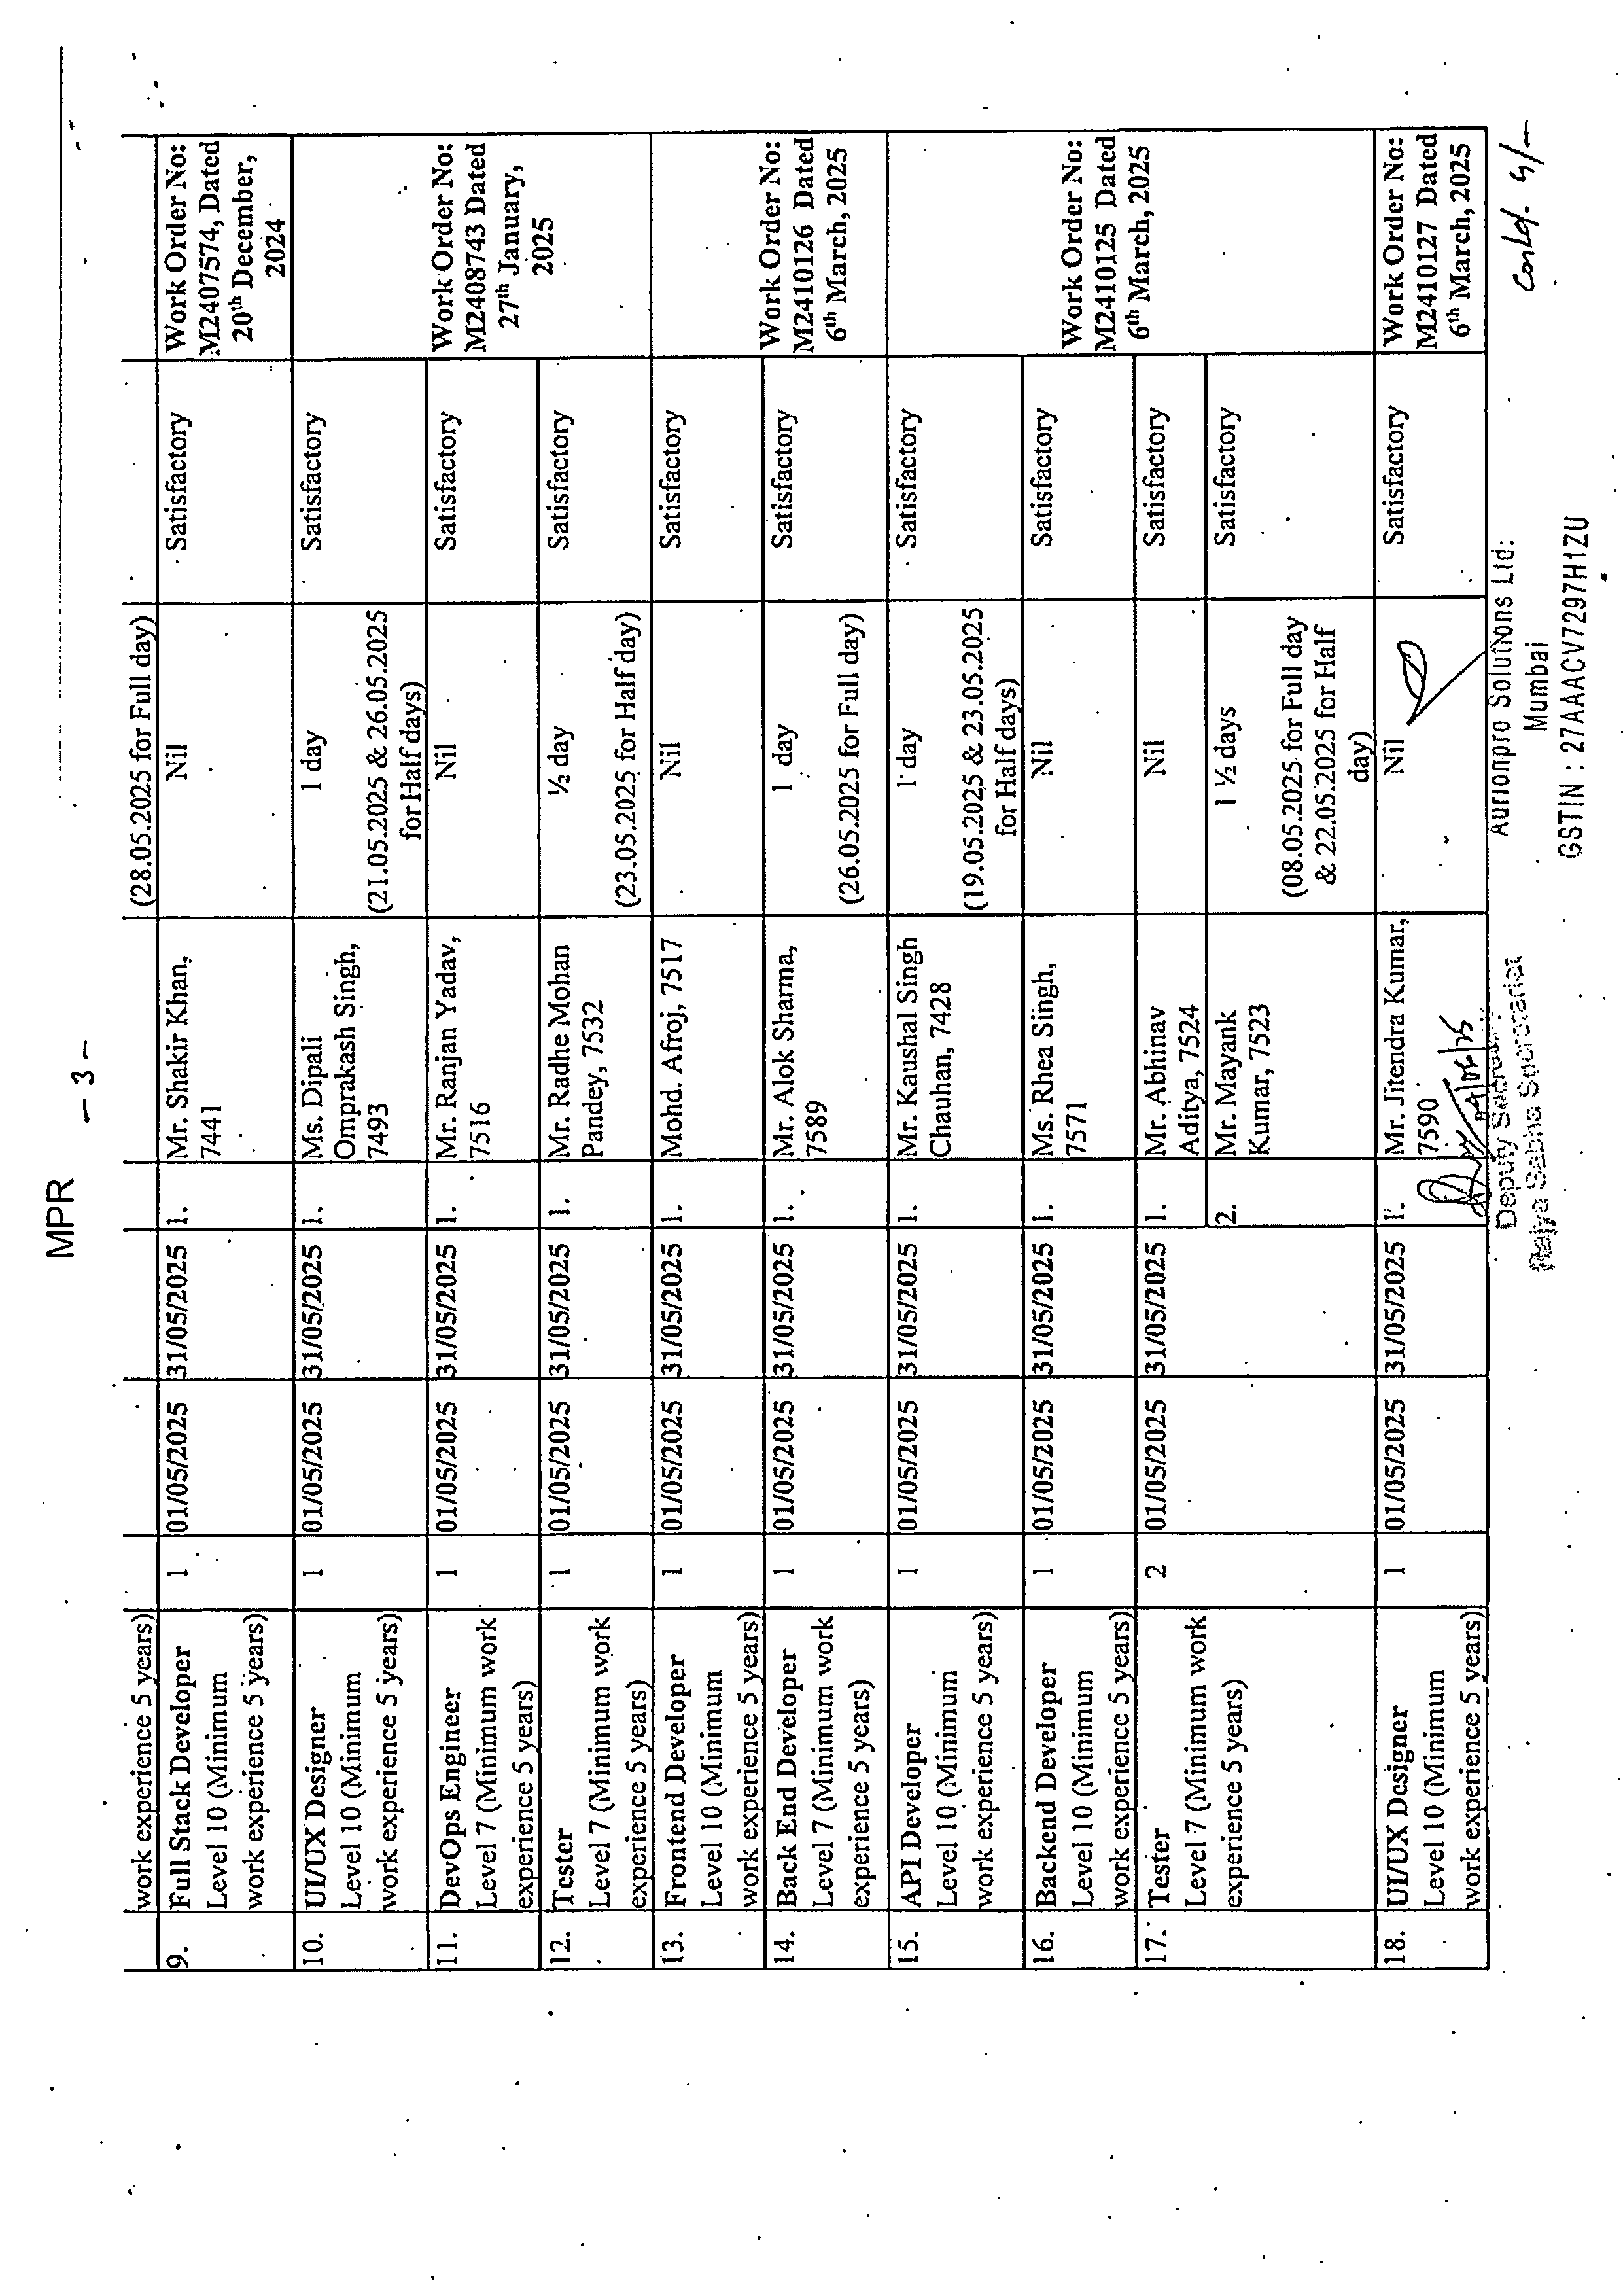 MPR
- 3 -
work experience 5 years)
(28.05.2025 for Full day)
9.
Full Stack Developer
Level 10 (Minimum
work experience 5 years)
1
01/05/2025
31/05/2025
1.
Mr. Shakir Khan,
7441
Nil
Satisfactory
Work Order No:
M2407574, Dated
20th December,
2024
10.
UI/UX Designer
Level 10 (Minimum
work experience 5 years)
1
01/05/2025
31/05/2025
1.
Ms. Dipali
Omprakash Singh,
7493
1 day
(21.05.2025 & 26.05.2025
for Half days)
Satisfactory
Work Order No:
M2408743 Dated
27th January,
2025
11.
DevOps Engineer
Level 7 (Minimum work
experience 5 years)
1
01/05/2025
31/05/2025
1.
Mr. Ranjan Yadav,
7516
Nil
Satisfactory
12.
Tester
Level 7 (Minimum work
experience 5 years)
1
01/05/2025
31/05/2025
1.
Mr. Radhe Mohan
Pandey, 7532
½ day
(23.05.2025 for Half day)
Satisfactory
13.
Frontend Developer
Level 10 (Minimum
work experience 5 years)
1
01/05/2025
31/05/2025
1.
Mohd. Afroj, 7517
Nil
Satisfactory
Work Order No:
M2410126 Dated
6th March, 2025
14.
Back End Developer
Level 7 (Minimum work
experience 5 years)
1
01/05/2025
31/05/2025
1.
Mr. Alok Sharma,
7589
1 day
(26.05.2025 for Full day)
Satisfactory
15.
API Developer
Level 10 (Minimum
work experience 5 years)
1
01/05/2025
31/05/2025
1.
Mr. Kaushal Singh
Chauhan, 7428
1 day
(19.05.2025 & 23.05.2025
for Half days)
Satisfactory
Work Order No:
M2410125 Dated
6th March, 2025
16.
Backend Developer
Level 10 (Minimum
work experience 5 years)
1
01/05/2025
31/05/2025
1.
Ms. Rhea Singh,
7571
Nil
Satisfactory
17.
Tester
Level 7 (Minimum work
experience 5 years)
2
01/05/2025
31/05/2025
1.
Mr. Abhinav
Aditya, 7524
Nil
Satisfactory
2.
Mr. Mayank
Kumar, 7523
1 ½ days
(08.05.2025 for Full day
& 22.05.2025 for Half
day)
Satisfactory
18.
UI/UX Designer
Level 10 (Minimum
work experience 5 years)
1
01/05/2025
31/05/2025
1.
Mr. Jitendra Kumar,
7590
Nil
Satisfactory
Work Order No:
M2410127 Dated
6th March, 2025
Deputy
Rajya Sabha Secretariat
Aurionpro Solutions Ltd.
Mumbai
GSTIN : 27AAACV7297H1ZU
Contd. 4/-